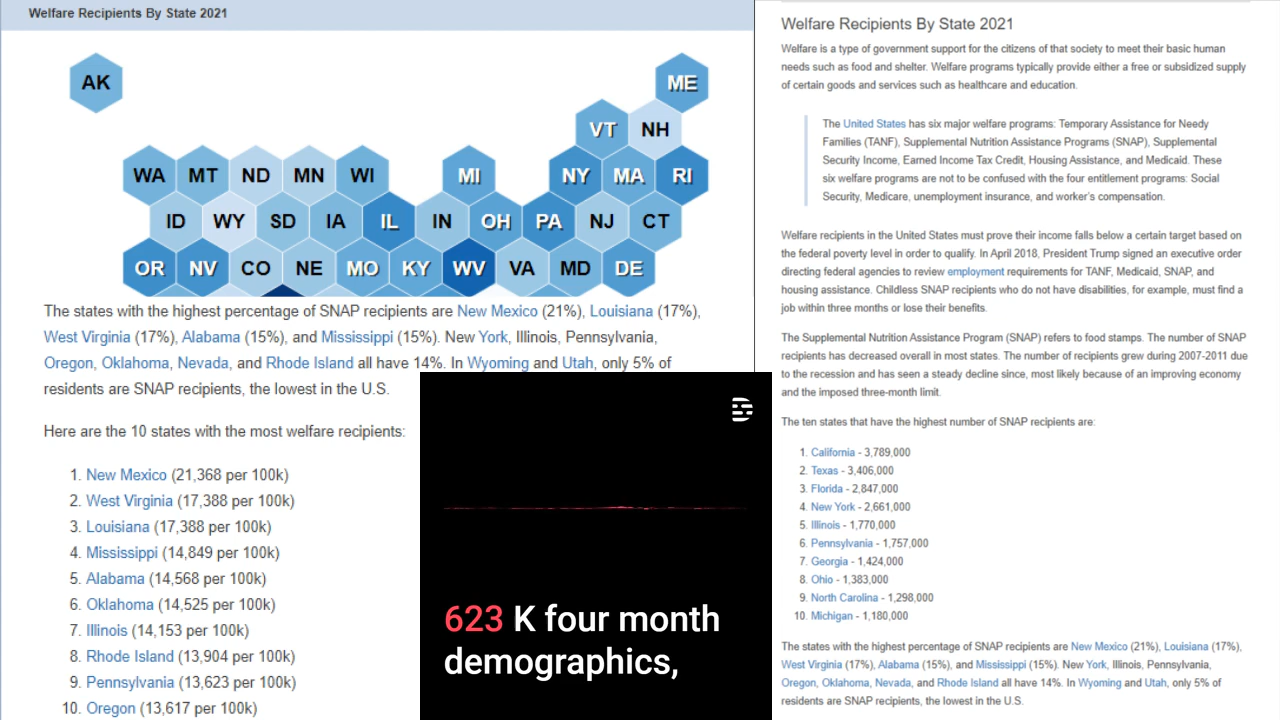 Welfare Recipients By State 2021
AK
ME
VT NH
WA MT ND MN WI MI NY MA RI
ID WY SD IA IL IN OH PA NJ CT
OR NV CO NE MO KY WV VA MD DE
The states with the highest percentage of SNAP recipients are New Mexico (21%), Louisiana (17%),
West Virginia (17%), Alabama (15%), and Mississippi (15%). New York, Illinois, Pennsylvania,
Oregon, Oklahoma, Nevada, and Rhode Island all have 14%. In Wyoming and Utah, only 5% of
residents are SNAP recipients, the lowest in the U.S.
Here are the 10 states with the most welfare recipients:
1. New Mexico (21,368 per 100k)
2. West Virginia (17,388 per 100k)
3. Louisiana (17,388 per 100k)
4. Mississippi (14,849 per 100k)
5. Alabama (14,568 per 100k)
6. Oklahoma (14,525 per 100k)
7. Illinois (14,153 per 100k)
8. Rhode Island (13,904 per 100k)
9. Pennsylvania (13,623 per 100k)
10. Oregon (13,617 per 100k)
623 K four month
demographics,
Welfare Recipients By State 2021
Welfare is a type of government support for the citizens of that society to meet their basic human
needs such as food and shelter. Welfare programs typically provide either a free or subsidized supply
of certain goods and services such as healthcare and education.
The United States has six major welfare programs: Temporary Assistance for Needy
Families (TANF), Supplemental Nutrition Assistance Programs (SNAP), Supplemental
Security Income, Earned Income Tax Credit, Housing Assistance, and Medicaid. These
six welfare programs are not to be confused with the four entitlement programs: Social
Security, Medicare, unemployment insurance, and worker's compensation.
Welfare recipients in the United States must prove their income falls below a certain target based on
the federal poverty level in order to qualify. In April 2018, President Trump signed an executive order
directing federal agencies to review employment requirements for TANF, Medicaid, SNAP, and
housing assistance. Childless SNAP recipients who do not have disabilities, for example, must find a
job within three months or lose their benefits.
The Supplemental Nutrition Assistance Program (SNAP) refers to food stamps. The number of SNAP
recipients has decreased overall in most states. The number of recipients grew during 2007-2011 due
to the recession and has seen a steady decline since, most likely because of an improving economy
and the imposed three-month limit.
The ten states that have the highest number of SNAP recipients are:
1. California - 3,789,000
2. Texas - 3,406,000
3. Florida - 2,847,000
4. New York - 2,661,000
5. Illinois - 1,770,000
6. Pennsylvania - 1,757,000
7. Georgia - 1,424,000
8. Ohio - 1,383,000
9. North Carolina - 1,298,000
10. Michigan - 1,180,000
The states with the highest percentage of SNAP recipients are New Mexico (21%), Louisiana (17%),
West Virginia (17%), Alabama (15%), and Mississippi (15%). New York, Illinois, Pennsylvania,
Oregon, Oklahoma, Nevada, and Rhode Island all have 14%. In Wyoming and Utah, only 5% of
residents are SNAP recipients, the lowest in the U.S.